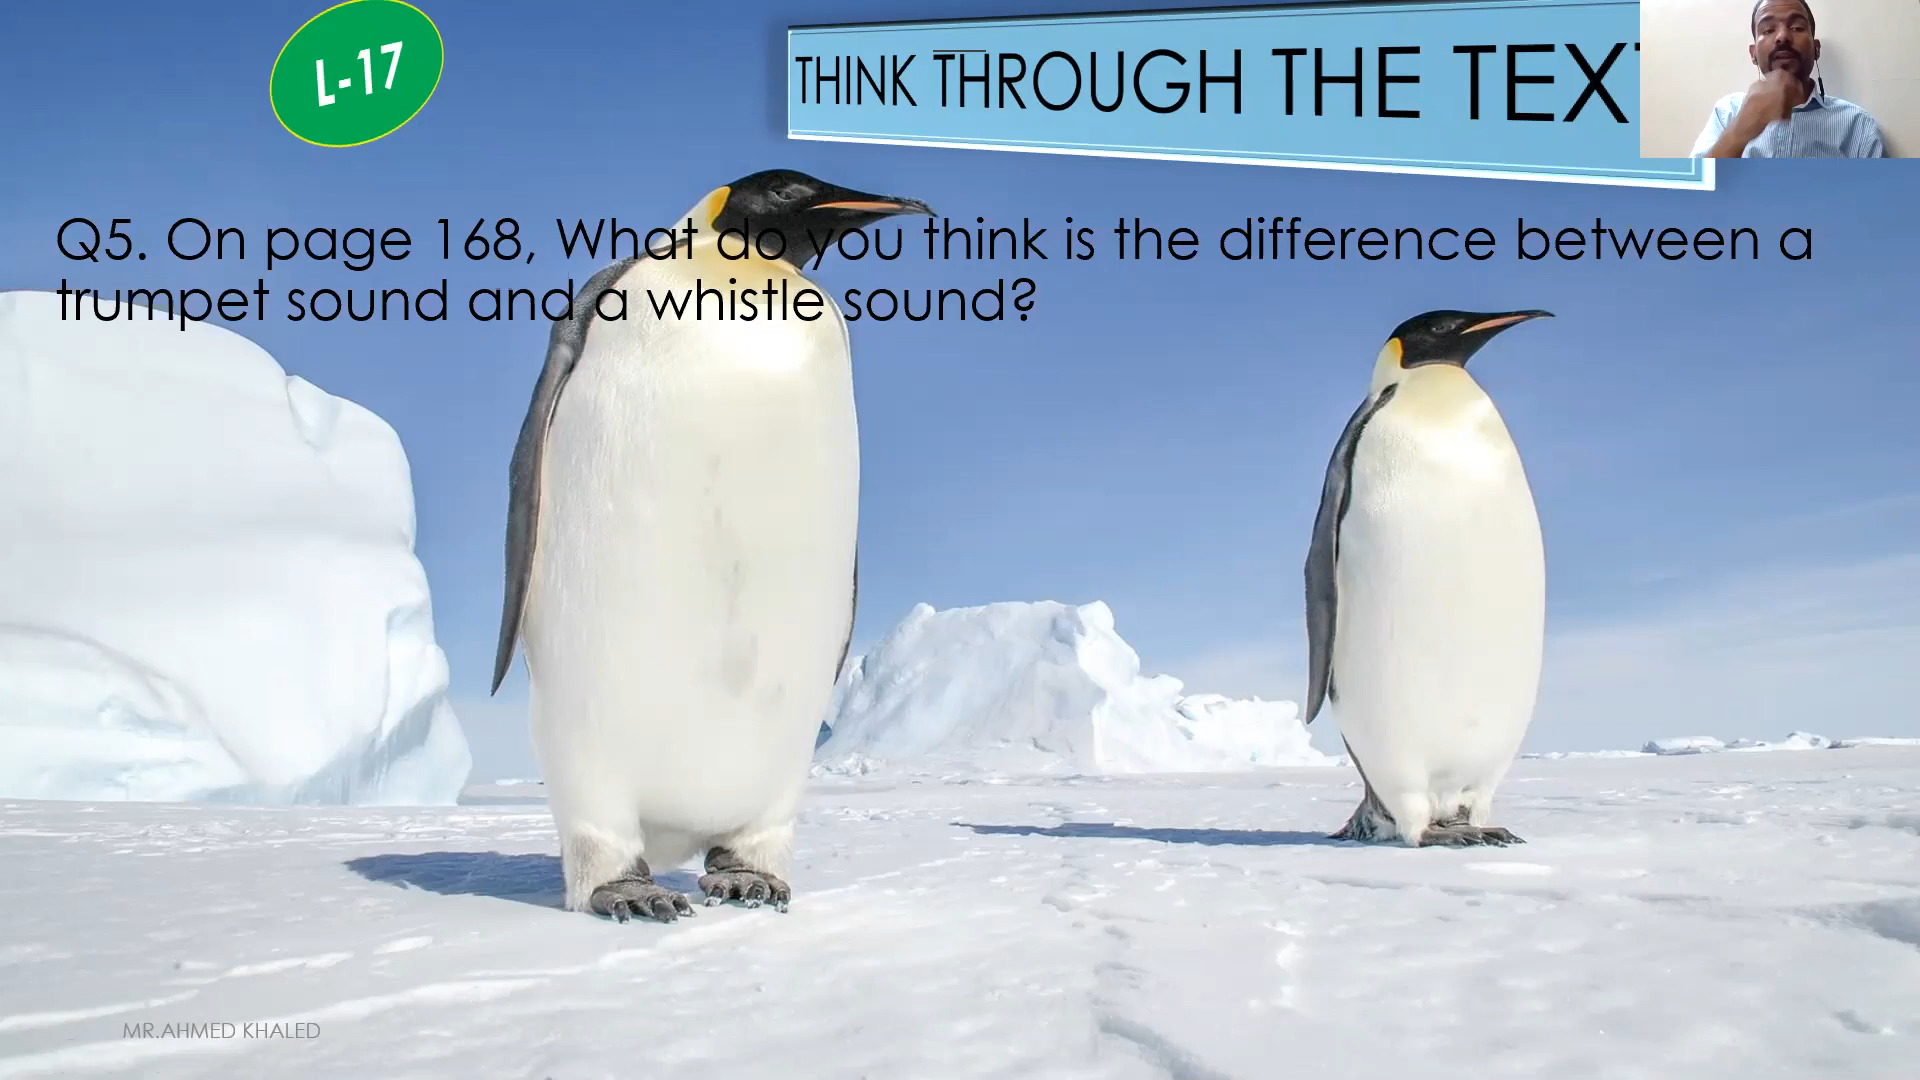 L-17
THINK THROUGH THE TEX
Q5. On page 168, What do you think is the difference between a
trumpet sound and a whistle sound?
MR.AHMED KHALED